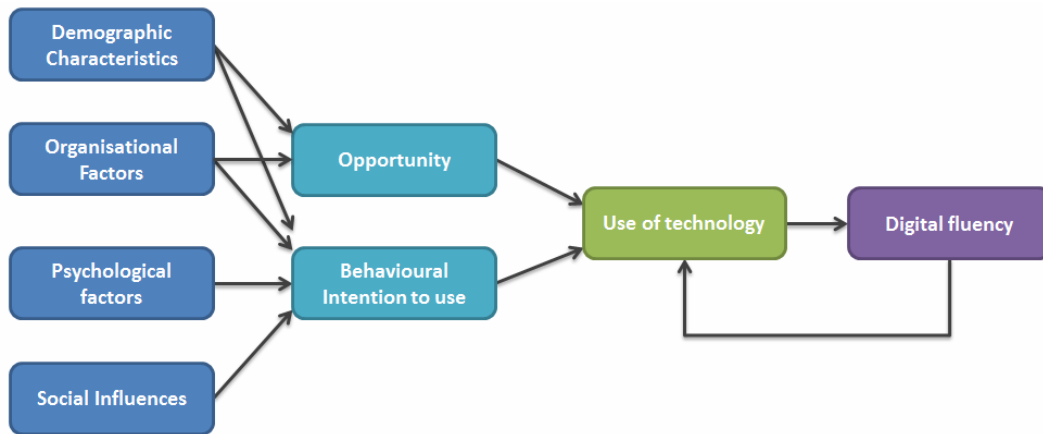 Demographic
Characteristics
Organisational
Factors
Opportunity
Use of technology
Digital fluency
Psychological
factors
Behavioural
Intention to use
Social Influences